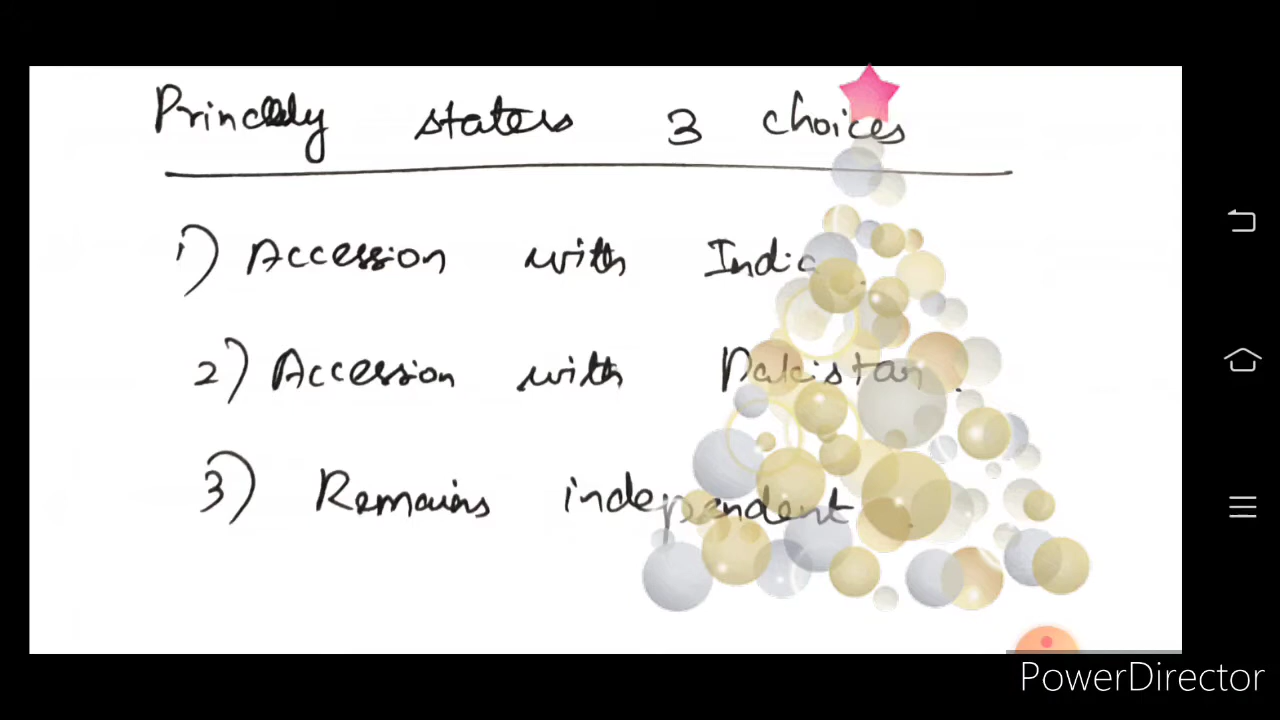 Princely states 3 choices
1) Accession with India.
2) Accession with Pakistan.
3) Remains independent.
PowerDirector